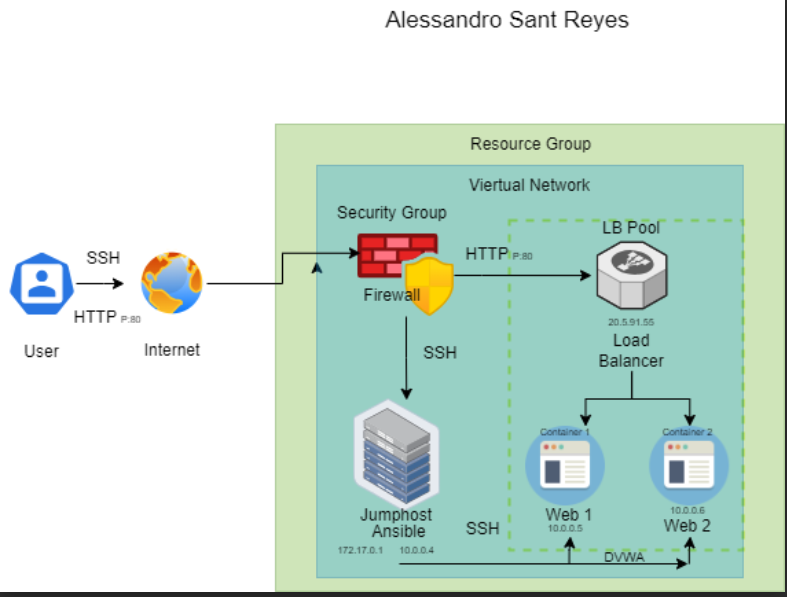 Alessandro Sant Reyes
Resource Group
Viertual Network
Security Group
LB Pool
SSH
HTTP P:80
HTTP P:80
Firewall
User
Internet
20.5.91.55
Load
Balancer
SSH
Container 1
Container 2
Jumphost
Ansible
172.17.0.1 10.0.0.4
SSH
Web 1
10.0.0.5
10.0.0.6
Web 2
DVWA